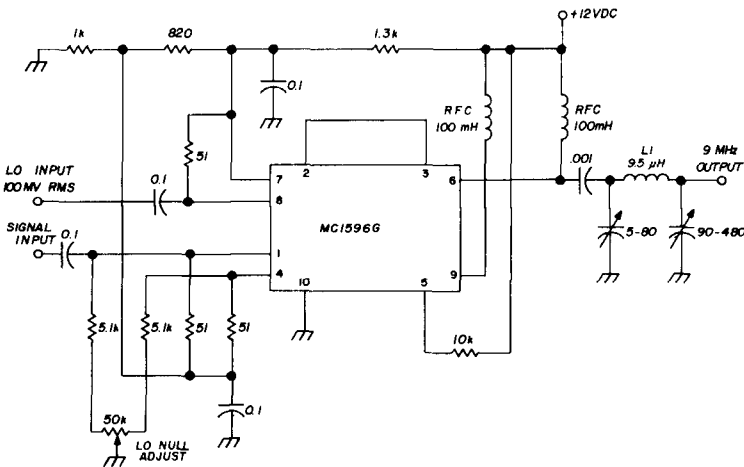 +12VDC
1k
820
1.3k
0.1
RFC
100 mH
RFC
100mH
51
LO INPUT
100MV RMS
0.1
7
8
2
3
6
.001
L1
9.5 μH
9 MHz
OUTPUT
MC1596G
SIGNAL
INPUT
0.1
1
4
10
5
9
5-80
90-480
5.1k
5.1k
51
51
10k
50k
0.1
LO NULL
ADJUST